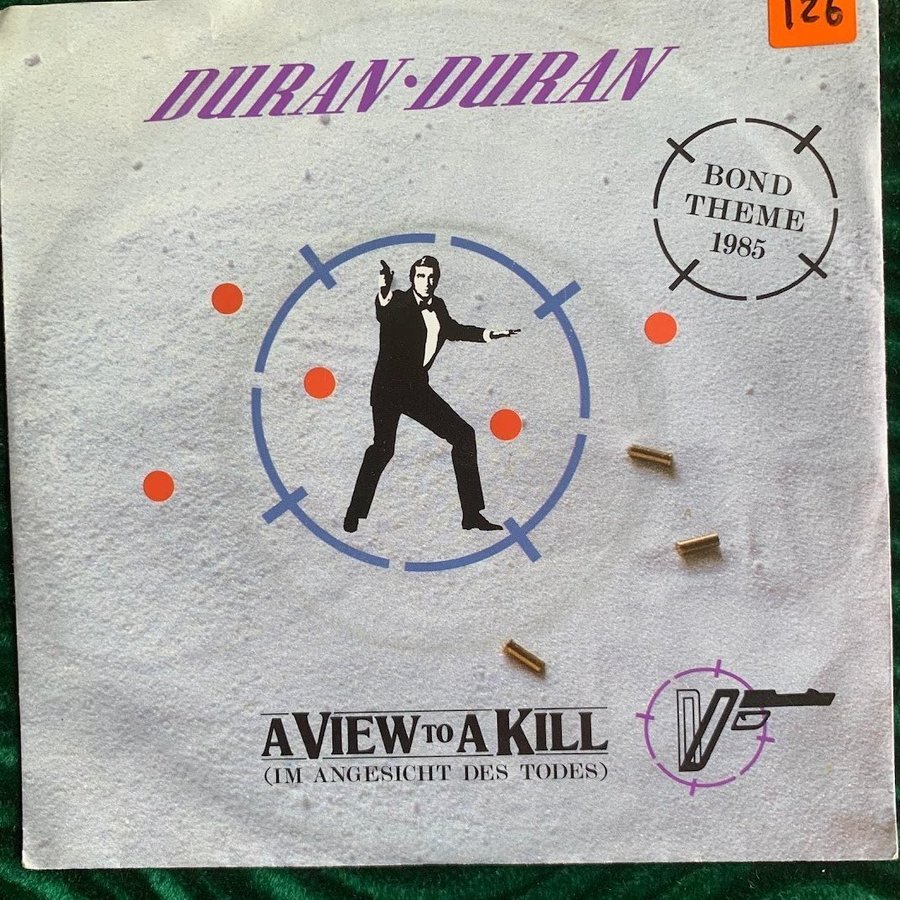 126
DURAN·DURAN
BOND
THEME
1985
A VIEW TO A KILL
(IM ANGESICHT DES TODES)